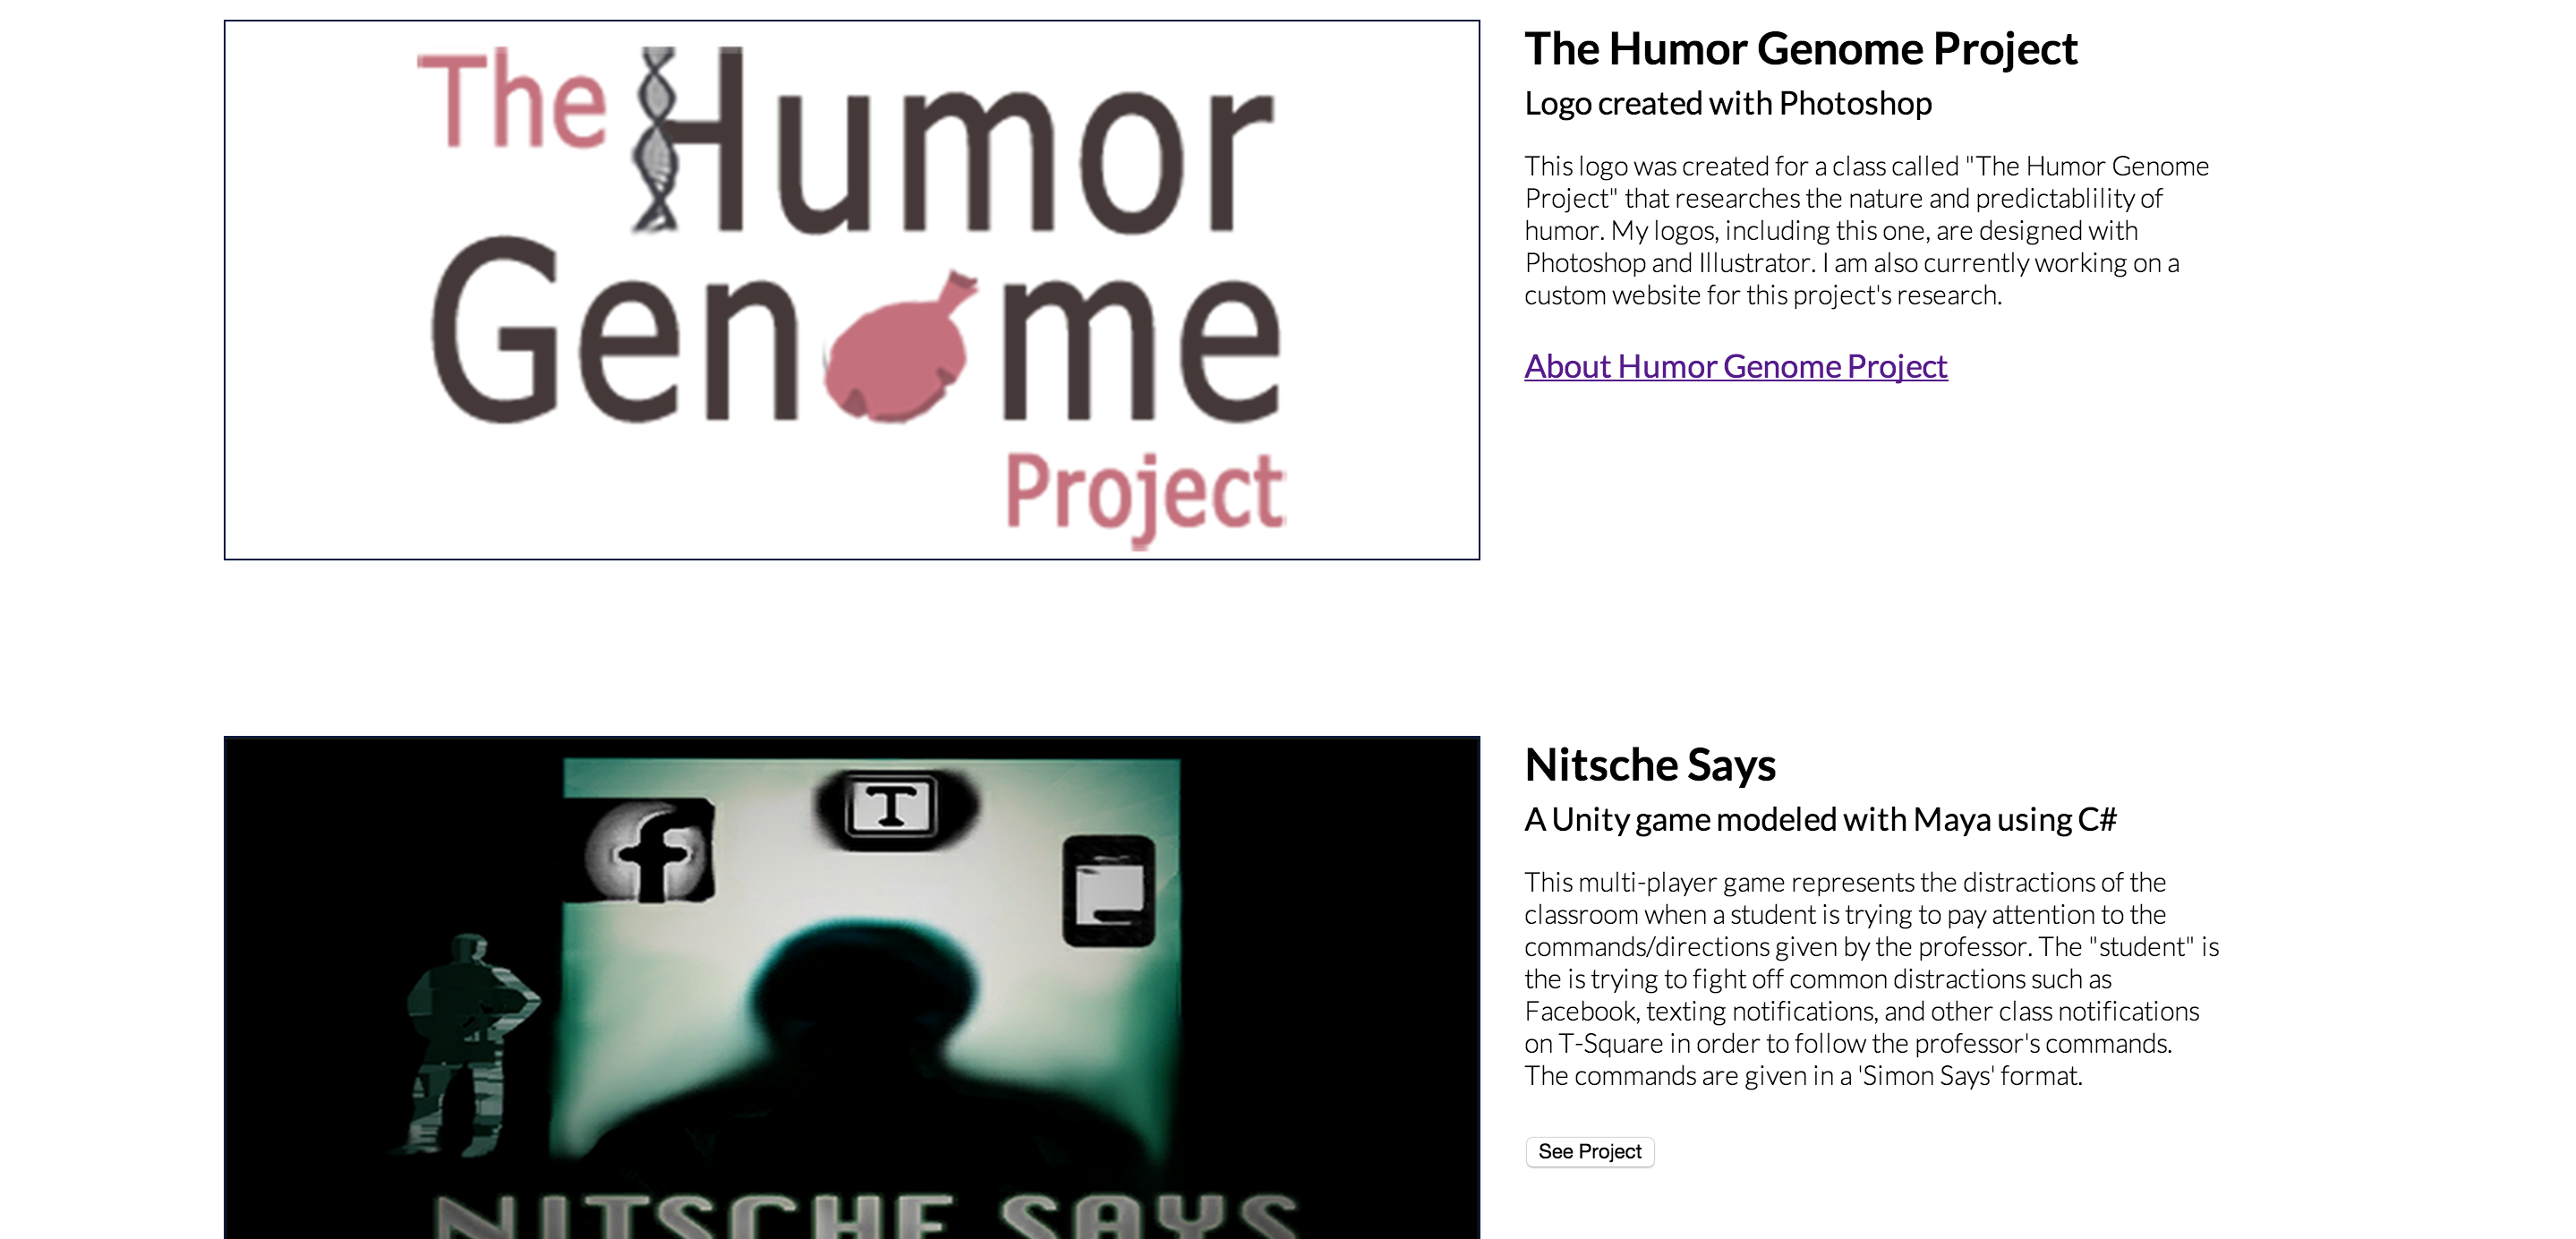 The Humor
Genome
Project
The Humor Genome Project
Logo created with Photoshop
This logo was created for a class called "The Humor Genome
Project" that researches the nature and predictablility of
humor. My logos, including this one, are designed with
Photoshop and Illustrator. I am also currently working on a
custom website for this project's research.
About Humor Genome Project
f
T
NITSCHE SAYS
Nitsche Says
A Unity game modeled with Maya using C#
This multi-player game represents the distractions of the
classroom when a student is trying to pay attention to the
commands/directions given by the professor. The "student" is
the is trying to fight off common distractions such as
Facebook, texting notifications, and other class notifications
on T-Square in order to follow the professor's commands.
The commands are given in a 'Simon Says' format.
See Project